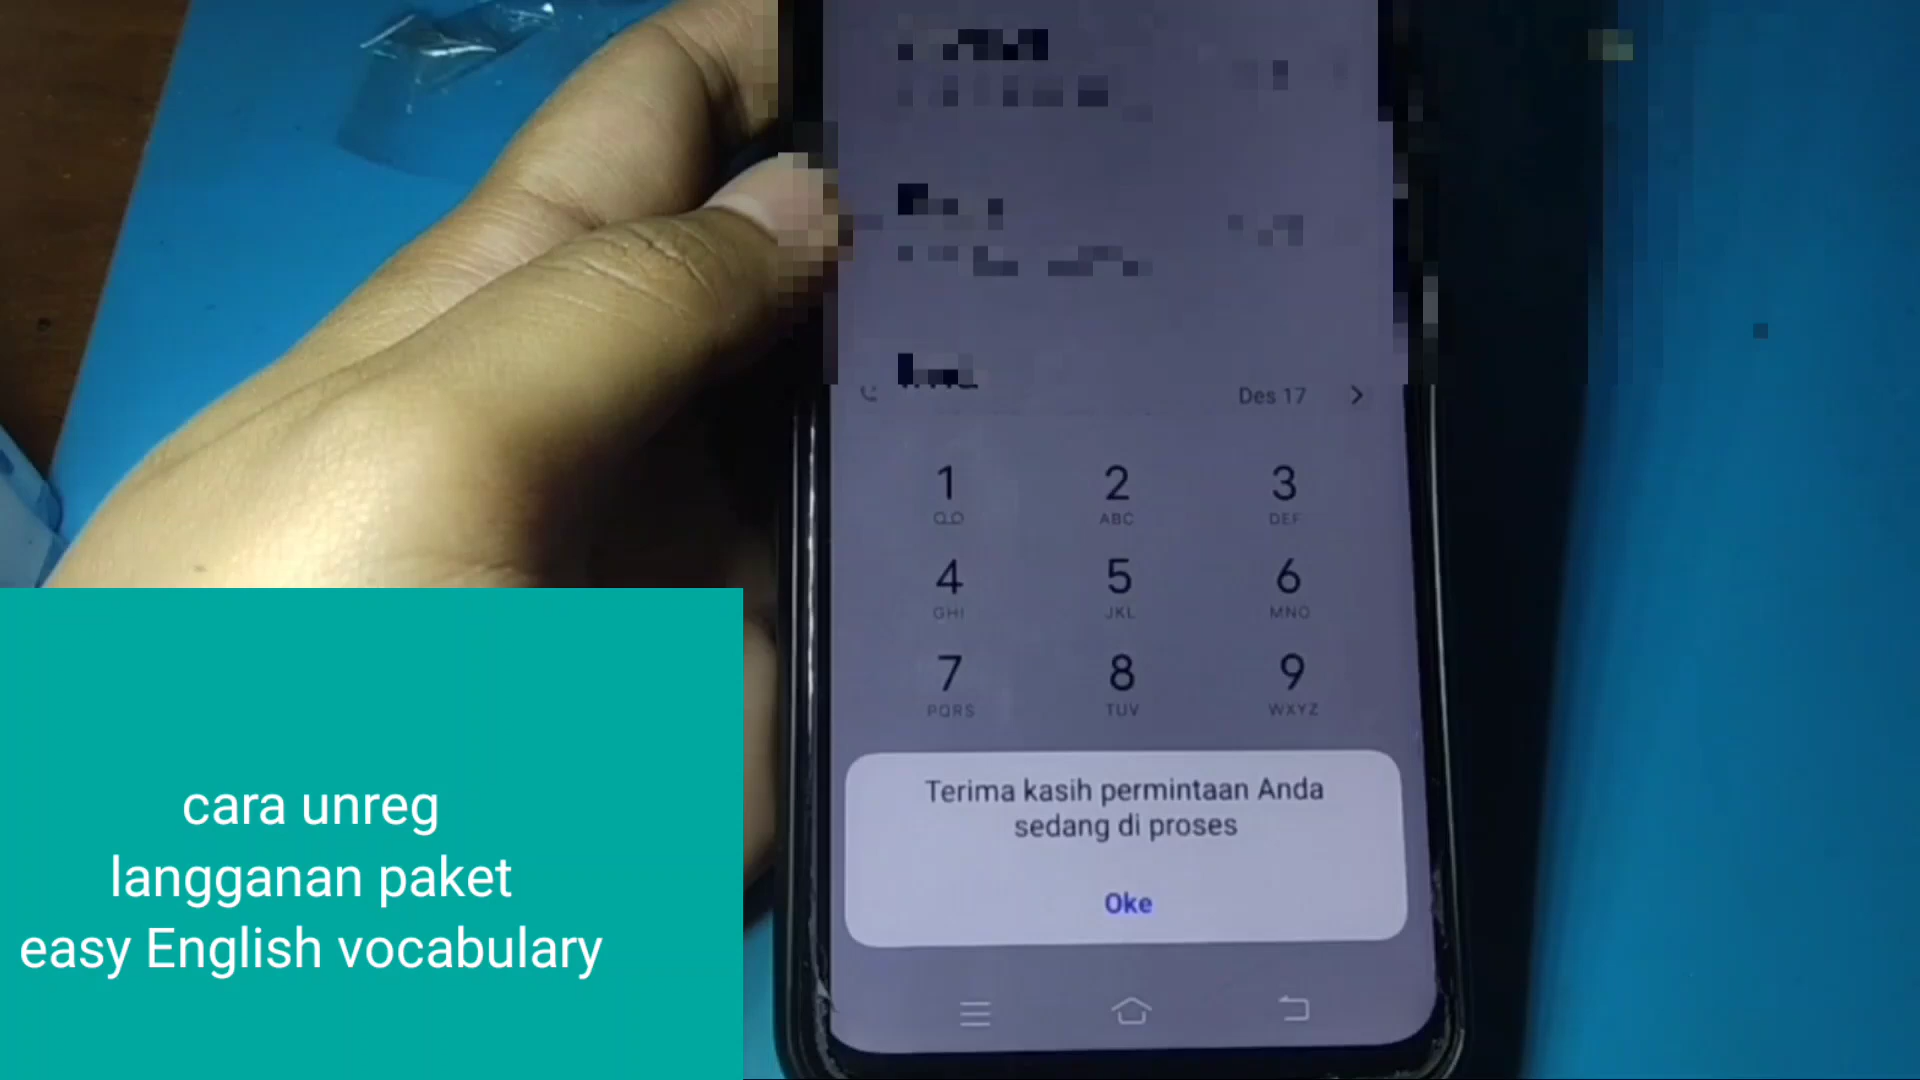 Des 17
1
2
ABC
3
DEF
4
GHI
5
JKL
6
MNO
7
PQRS
8
TUV
9
WXYZ
Terima kasih permintaan Anda
sedang di proses
Oke
cara unreg
langganan paket
easy English vocabulary